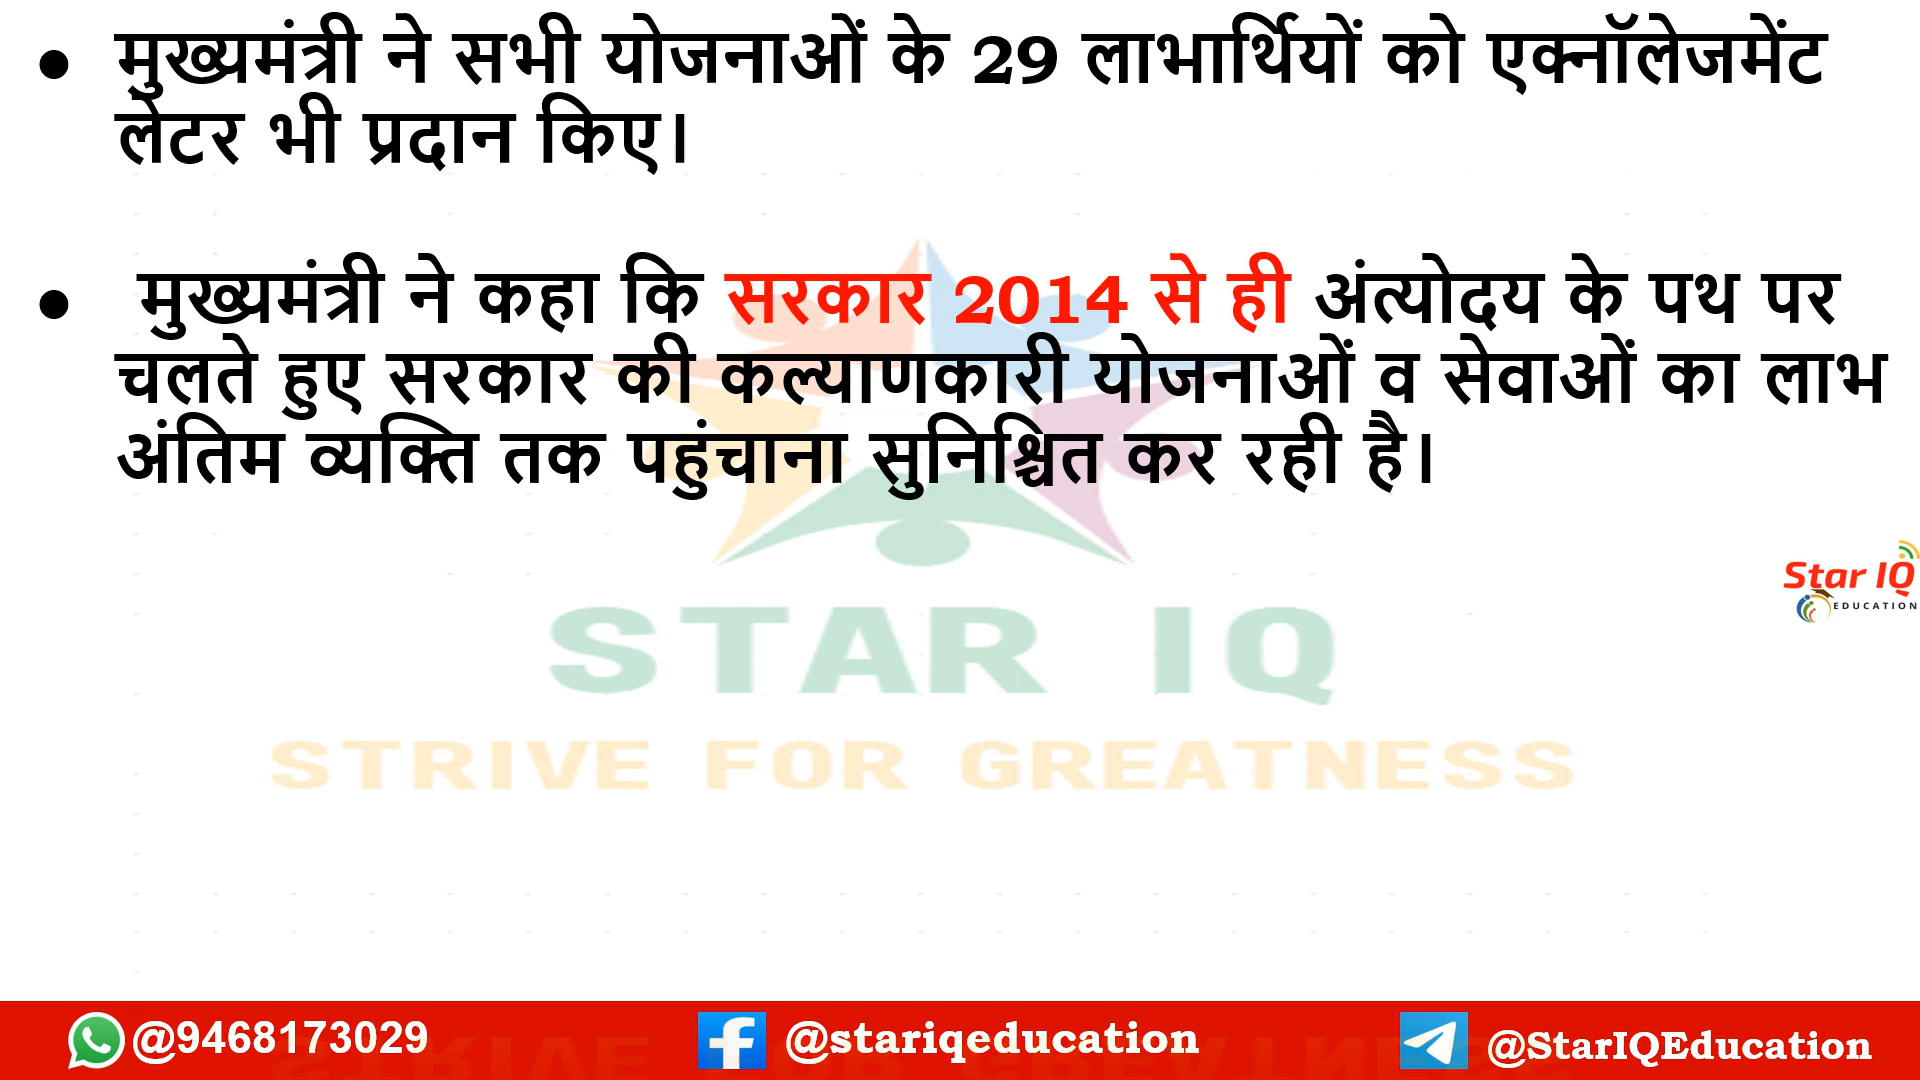 • मुख्यमंत्री ने सभी योजनाओं के 29 लाभार्थियों को एक्नॉलेजमेंट
लेटर भी प्रदान किए।
• मुख्यमंत्री ने कहा कि सरकार 2014 से ही अंत्योदय के पथ पर
चलते हुए सरकार की कल्याणकारी योजनाओं व सेवाओं का लाभ
अंतिम व्यक्ति तक पहुंचाना सुनिश्चित कर रही है।
Star IQ
EDUCATION
STAR IQ
STRIVE FOR GREATNESS
@9468173029
@stariqeducation
@StarIQEducation